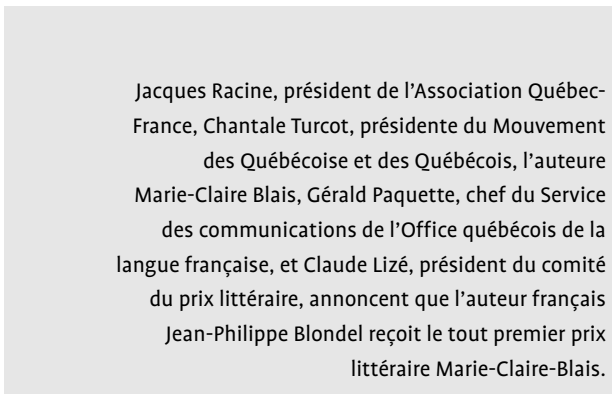 Jacques Racine, président de l’Association Québec-
France, Chantale Turcot, présidente du Mouvement
des Québécoise et des Québécois, l’auteure
Marie-Claire Blais, Gérald Paquette, chef du Service
des communications de l’Office québécois de la
langue française, et Claude Lizé, président du comité
du prix littéraire, annoncent que l’auteur français
Jean-Philippe Blondel reçoit le tout premier prix
littéraire Marie-Claire-Blais.